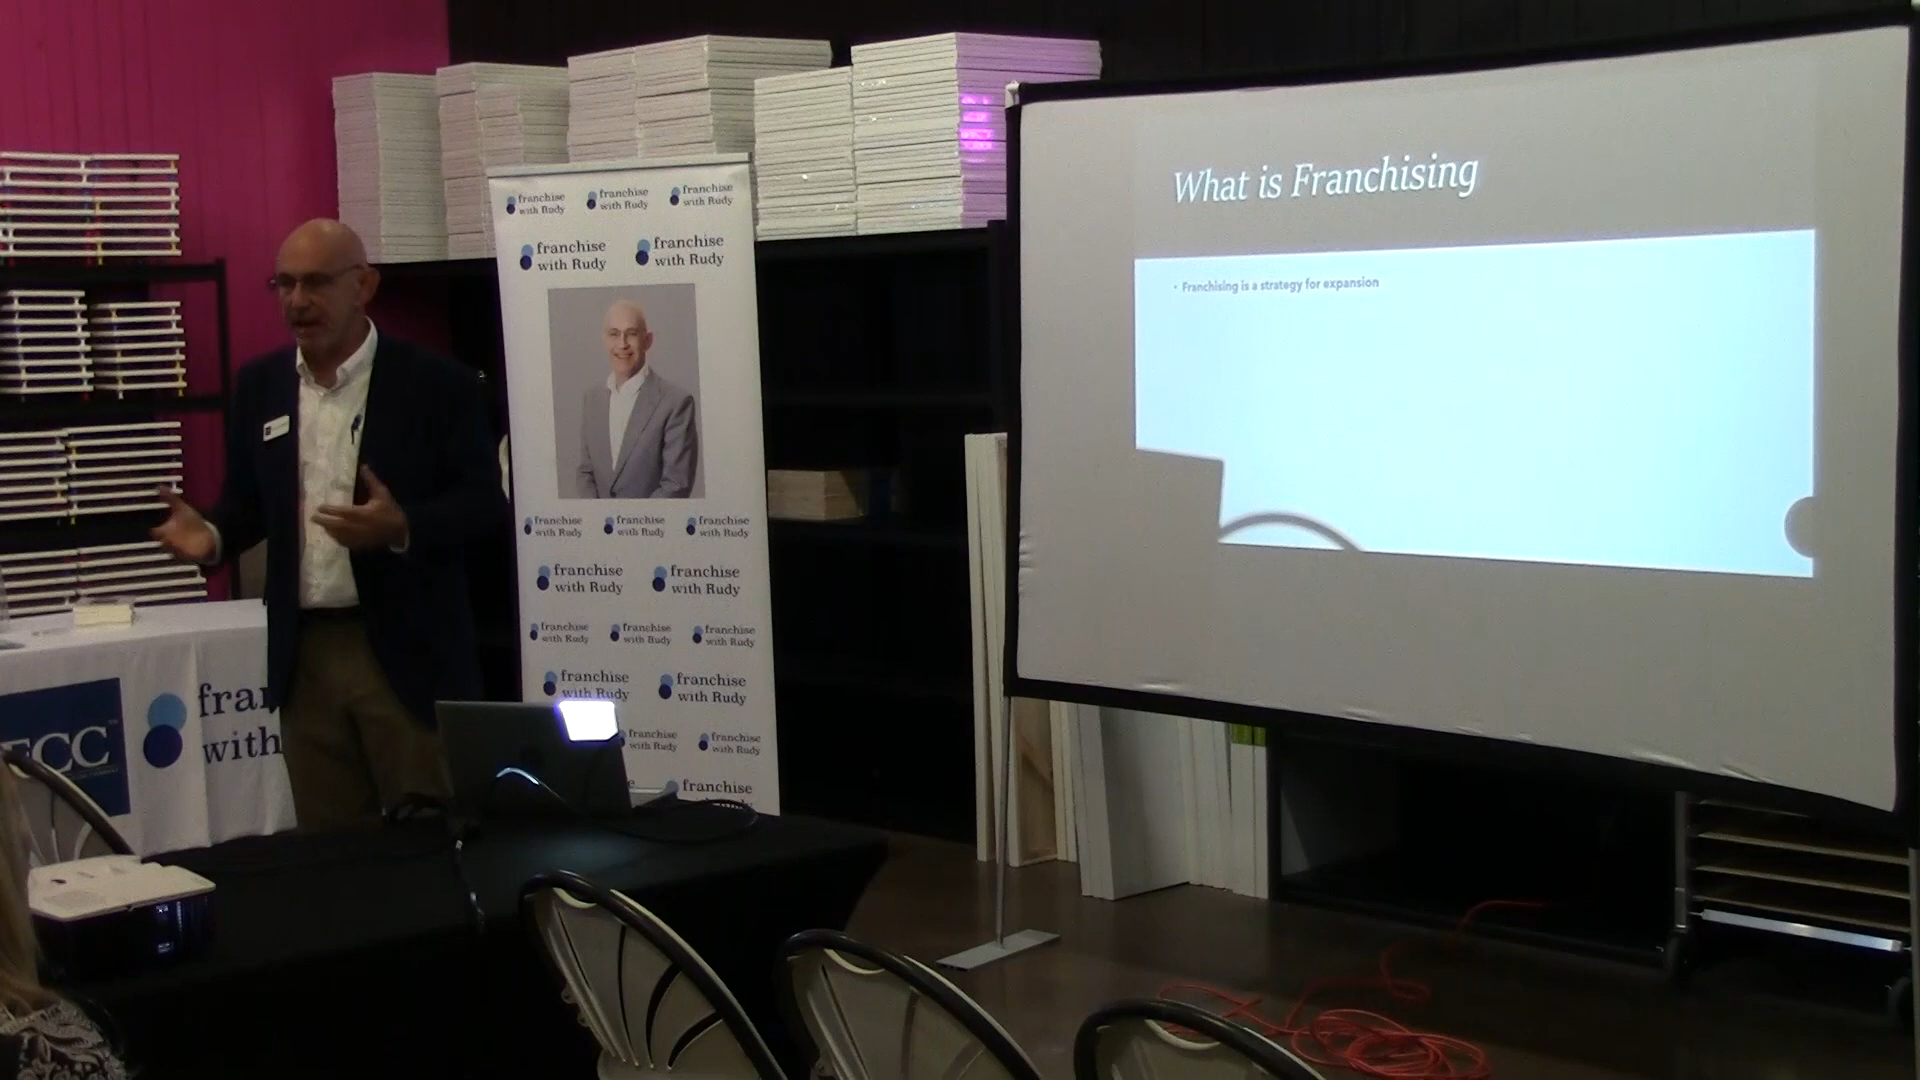 franchise
with Rudy
franchise
with Rudy
franchise
with Rudy
franchise
with Rudy
franchise
with Rudy
franchise
with Rudy
franchise
with Rudy
franchise
with Rudy
franchise
with Rudy
franchise
with Rudy
franchise
with Rudy
franchise
with Rudy
franchise
with Rudy
franchise
with Rudy
franchise
with Rudy
franchise
with Rudy
franchise
with Rudy
franchise
FCC
fran
with
What is Franchising
• Franchising is a strategy for expansion